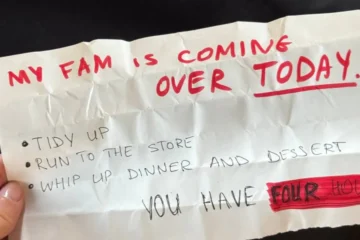 MY FAM IS COMING
OVER TODAY.
• TIDY UP
• RUN TO THE STORE
• WHIP UP DINNER AND DESSERT
YOU HAVE FOUR